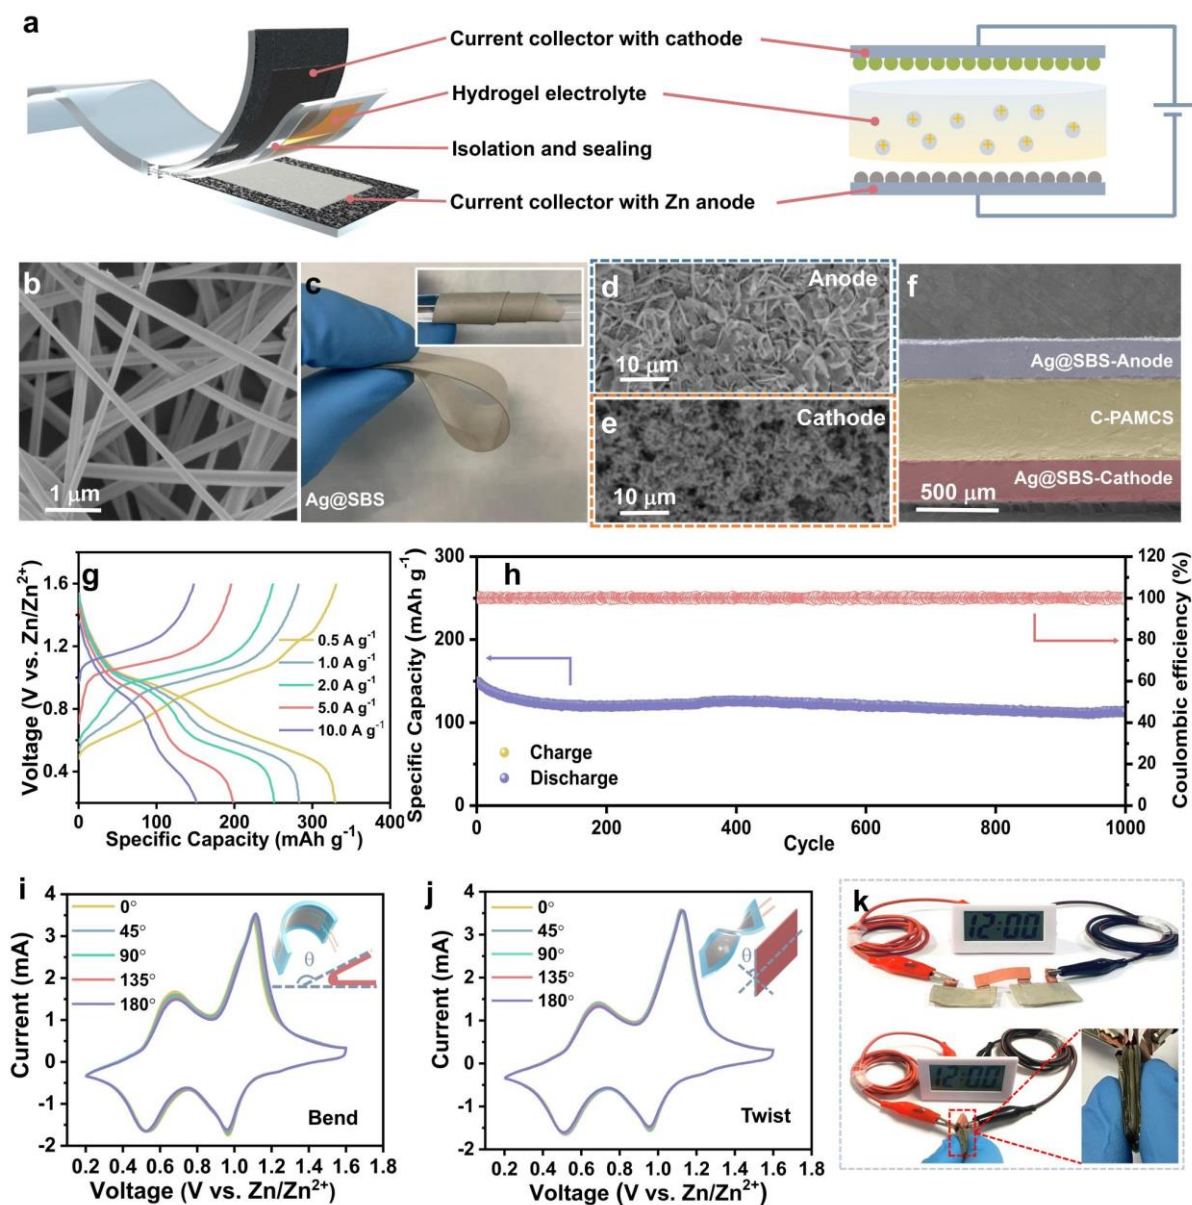 a
Current collector with cathode
Hydrogel electrolyte
Isolation and sealing
Current collector with Zn anode
b
1 μm
c
Ag@SBS
d
Anode
10 μm
e
Cathode
10 μm
f
Ag@SBS-Anode
C-PAMCS
Ag@SBS-Cathode
500 μm
g
Voltage (V vs. Zn/Zn²⁺)
1.6
1.2
0.8
0.4
0.5 A g⁻¹
1.0 A g⁻¹
2.0 A g⁻¹
5.0 A g⁻¹
10.0 A g⁻¹
0 100 200 300 400
Specific Capacity (mAh g⁻¹)
h
Specific Capacity (mAh g⁻¹)
300
250
200
150
100
50
0
Charge
Discharge
0 200 400 600 800 1000
Cycle
120
100
80
60
40
20
0
Coulombic efficiency (%)
i
Current (mA)
4
3
2
1
0
-1
-2
0°
45°
90°
135°
180°
θ
Bend
0.2 0.4 0.6 0.8 1.0 1.2 1.4 1.6 1.8
Voltage (V vs. Zn/Zn²⁺)
j
Current (mA)
4
3
2
1
0
-1
-2
0°
45°
90°
135°
180°
θ
Twist
0.2 0.4 0.6 0.8 1.0 1.2 1.4 1.6 1.8
Voltage (V vs. Zn/Zn²⁺)
k
12:00
12:00